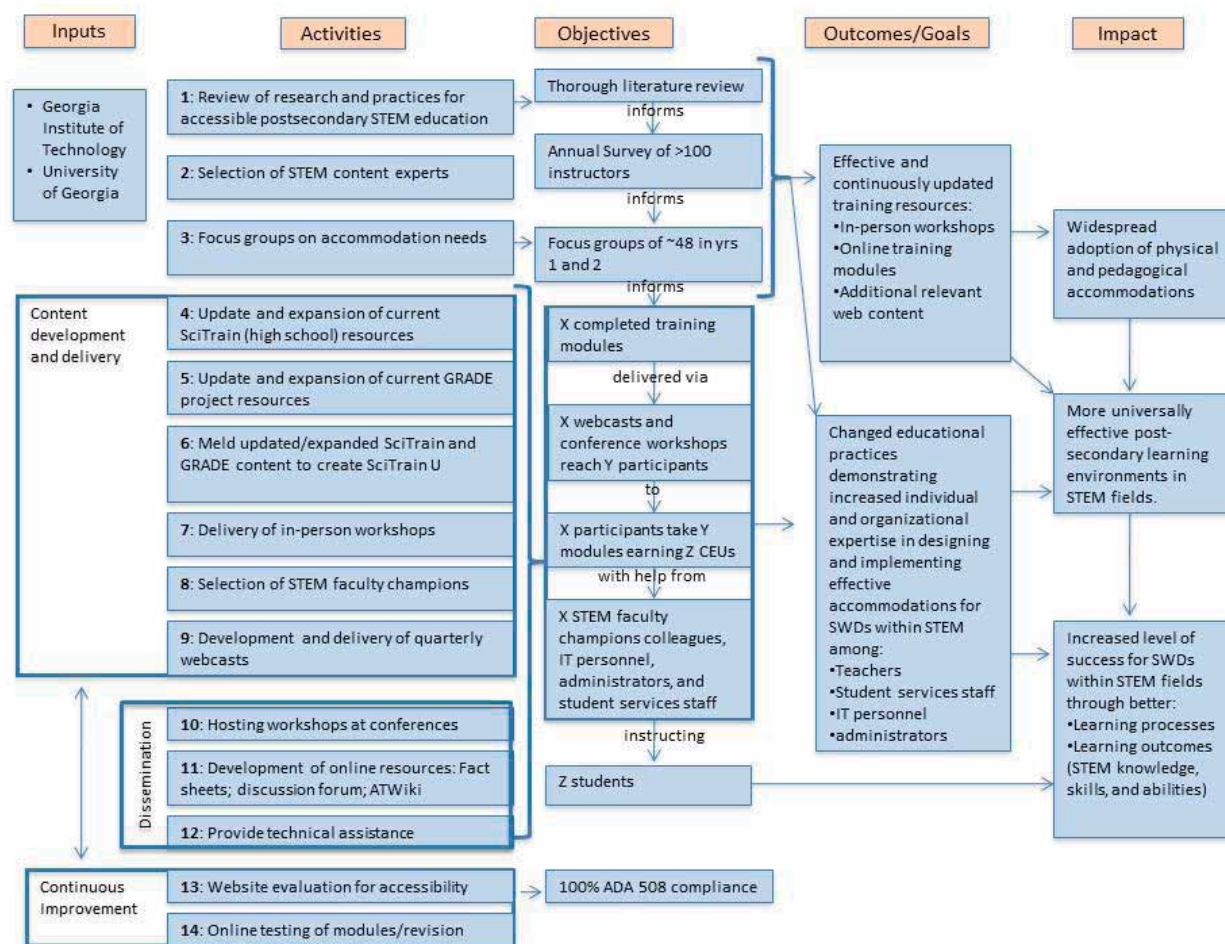 Inputs
Activities
Objectives
Outcomes/Goals
Impact
• Georgia
Institute of
Technology
• University
of Georgia
1: Review of research and practices for
accessible postsecondary STEM education
2: Selection of STEM content experts
3: Focus groups on accommodation needs
Content
development
and delivery
4: Update and expansion of current
SciTrain (high school) resources
5: Update and expansion of current GRADE
project resources
6: Meld updated/expanded SciTrain and
GRADE content to create SciTrain U
7: Delivery of in-person workshops
8: Selection of STEM faculty champions
9: Development and delivery of quarterly
webcasts
Dissemination
10: Hosting workshops at conferences
11: Development of online resources: Fact
sheets; discussion forum; ATWiki
12: Provide technical assistance
Continuous
Improvement
13: Website evaluation for accessibility
14: Online testing of modules/revision
Thorough literature review
informs
Annual Survey of >100
instructors
informs
Focus groups of ~48 in yrs
1 and 2
informs
X completed training
modules
delivered via
X webcasts and
conference workshops
reach Y participants
to
X participants take Y
modules earning Z CEUs
with help from
X STEM faculty
champions colleagues,
IT personnel,
administrators, and
student services staff
instructing
Z students
100% ADA 508 compliance
Effective and
continuously updated
training resources:
•In-person workshops
•Online training
modules
•Additional relevant
web content
Changed educational
practices
demonstrating
increased individual
and organizational
expertise in designing
and implementing
effective
accommodations for
SWDs within STEM
among:
•Teachers
•Student services staff
•IT personnel
•administrators
Widespread
adoption of physical
and pedagogical
accommodations
More universally
effective post-
secondary learning
environments in
STEM fields.
Increased level of
success for SWDs
within STEM fields
through better:
•Learning processes
•Learning outcomes
(STEM knowledge,
skills, and abilities)